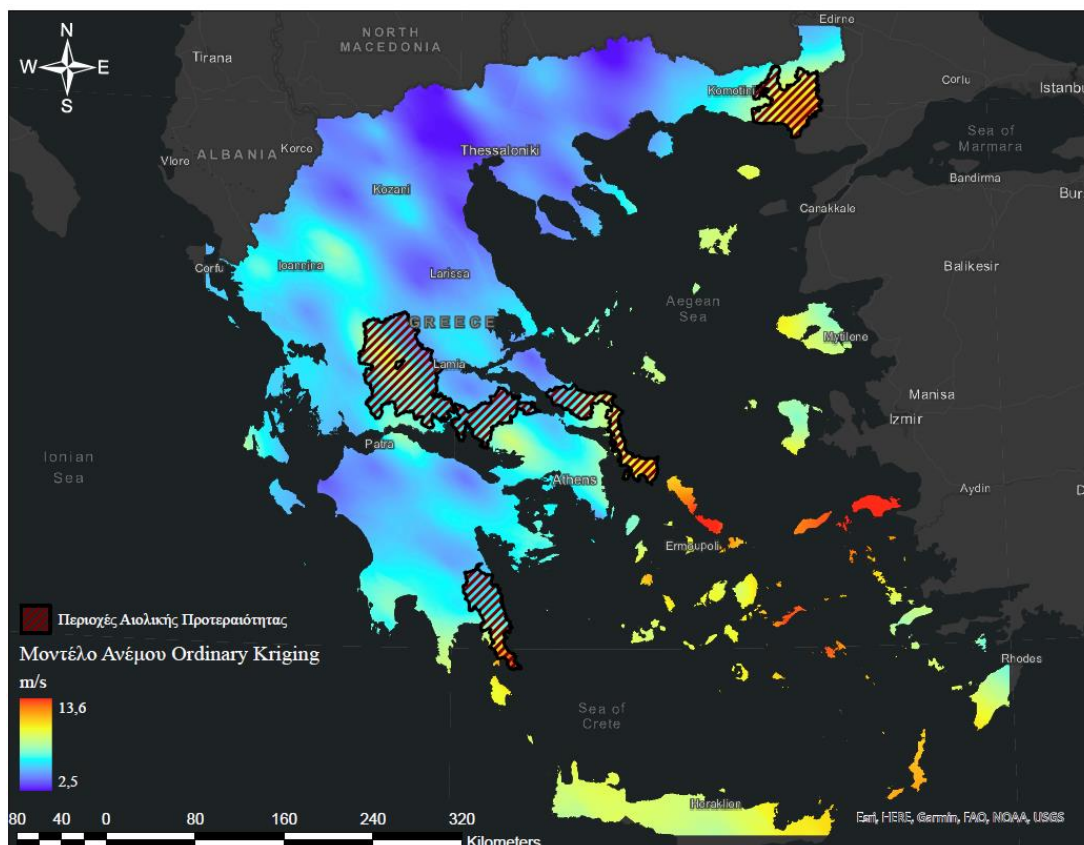 N
W E
S
Edirne
NORTH
MACEDONIA
Tirana
Corlu
Istanbu
Komotini
Sea of
Marmara
Thessaloniki
Korce
Vlore
ALBANIA
Bandirma
Kozani
Bur
Canakkale
Ioannina
Corfu
Larissa
Balikesir
Aegean
Sea
GREECE
Mytilene
Lamia
Manisa
Izmir
Patra
Ionian
Sea
Athens
Aydin
D
Ermoupoli
Περιοχές Αιολικής Προτεραιότητας
Μοντέλο Ανέμου Ordinary Kriging
m/s
13,6
2,5
Rhodes
Sea of
Crete
Heraklion
Esri, HERE, Garmin, FAO, NOAA, USGS
80 40 0 80 160 240 320
Kilometers